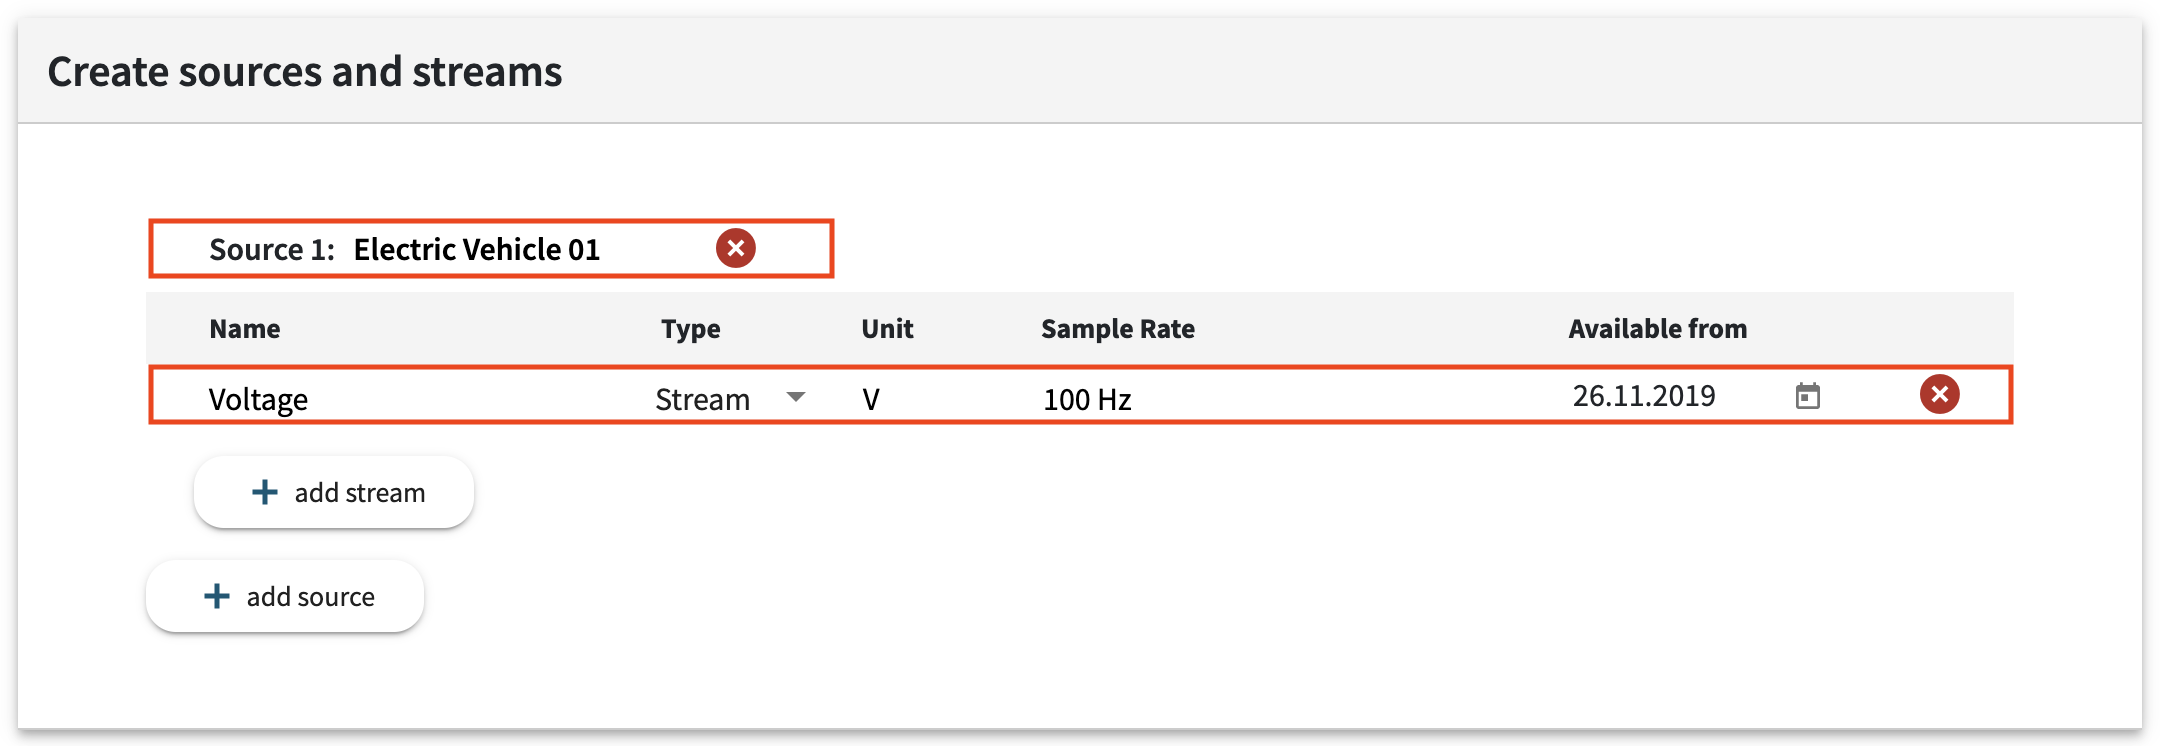 Create sources and streams
Source 1: Electric Vehicle 01
Name Type Unit Sample Rate Available from
Voltage Stream V 100 Hz 26.11.2019
add stream
add source